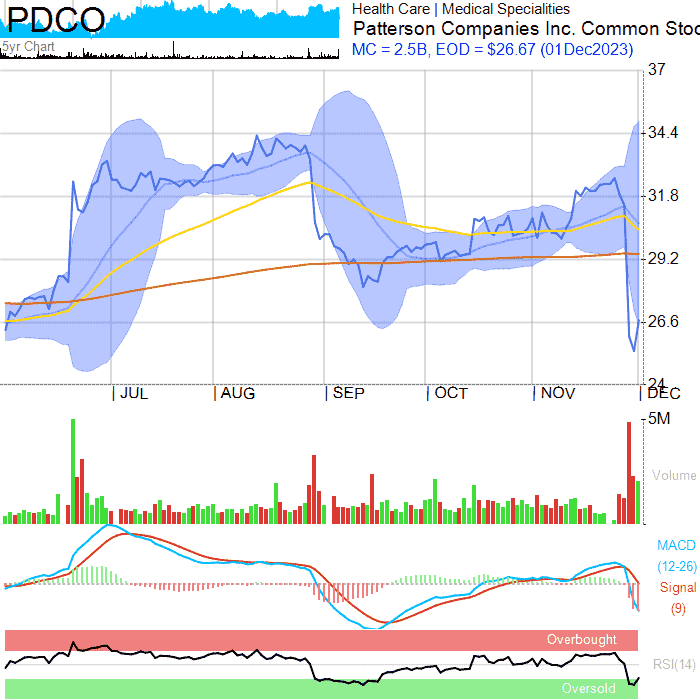 PDCO
5yr Chart
Health Care | Medical Specialities
Patterson Companies Inc. Common Stoc
MC = 2.5B, EOD = $26.67 (01Dec2023)
37
34.4
31.8
29.2
26.6
24
JUL
AUG
SEP
OCT
NOV
DEC
5M
Volume
MACD
(12-26)
Signal
(9)
Overbought
RSI(14)
Oversold